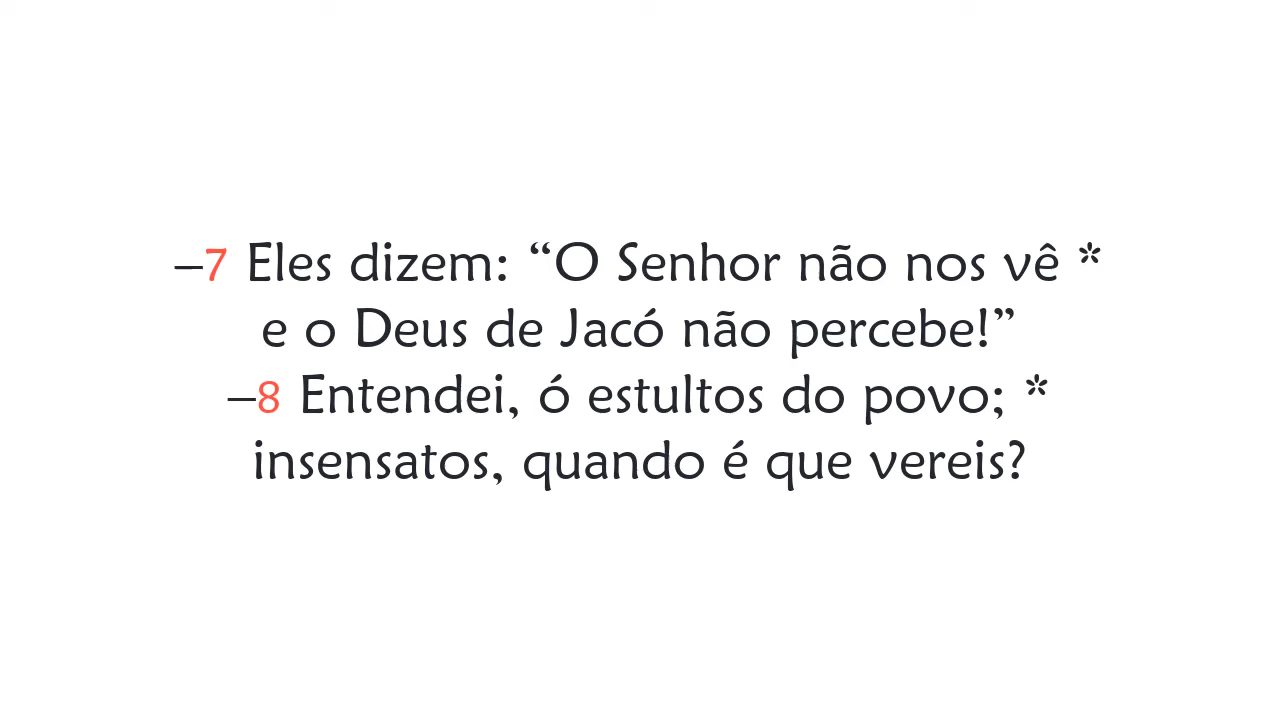 –7 Eles dizem: “O Senhor não nos vê *
e o Deus de Jacó não percebe!”
–8 Entendei, ó estultos do povo; *
insensatos, quando é que vereis?